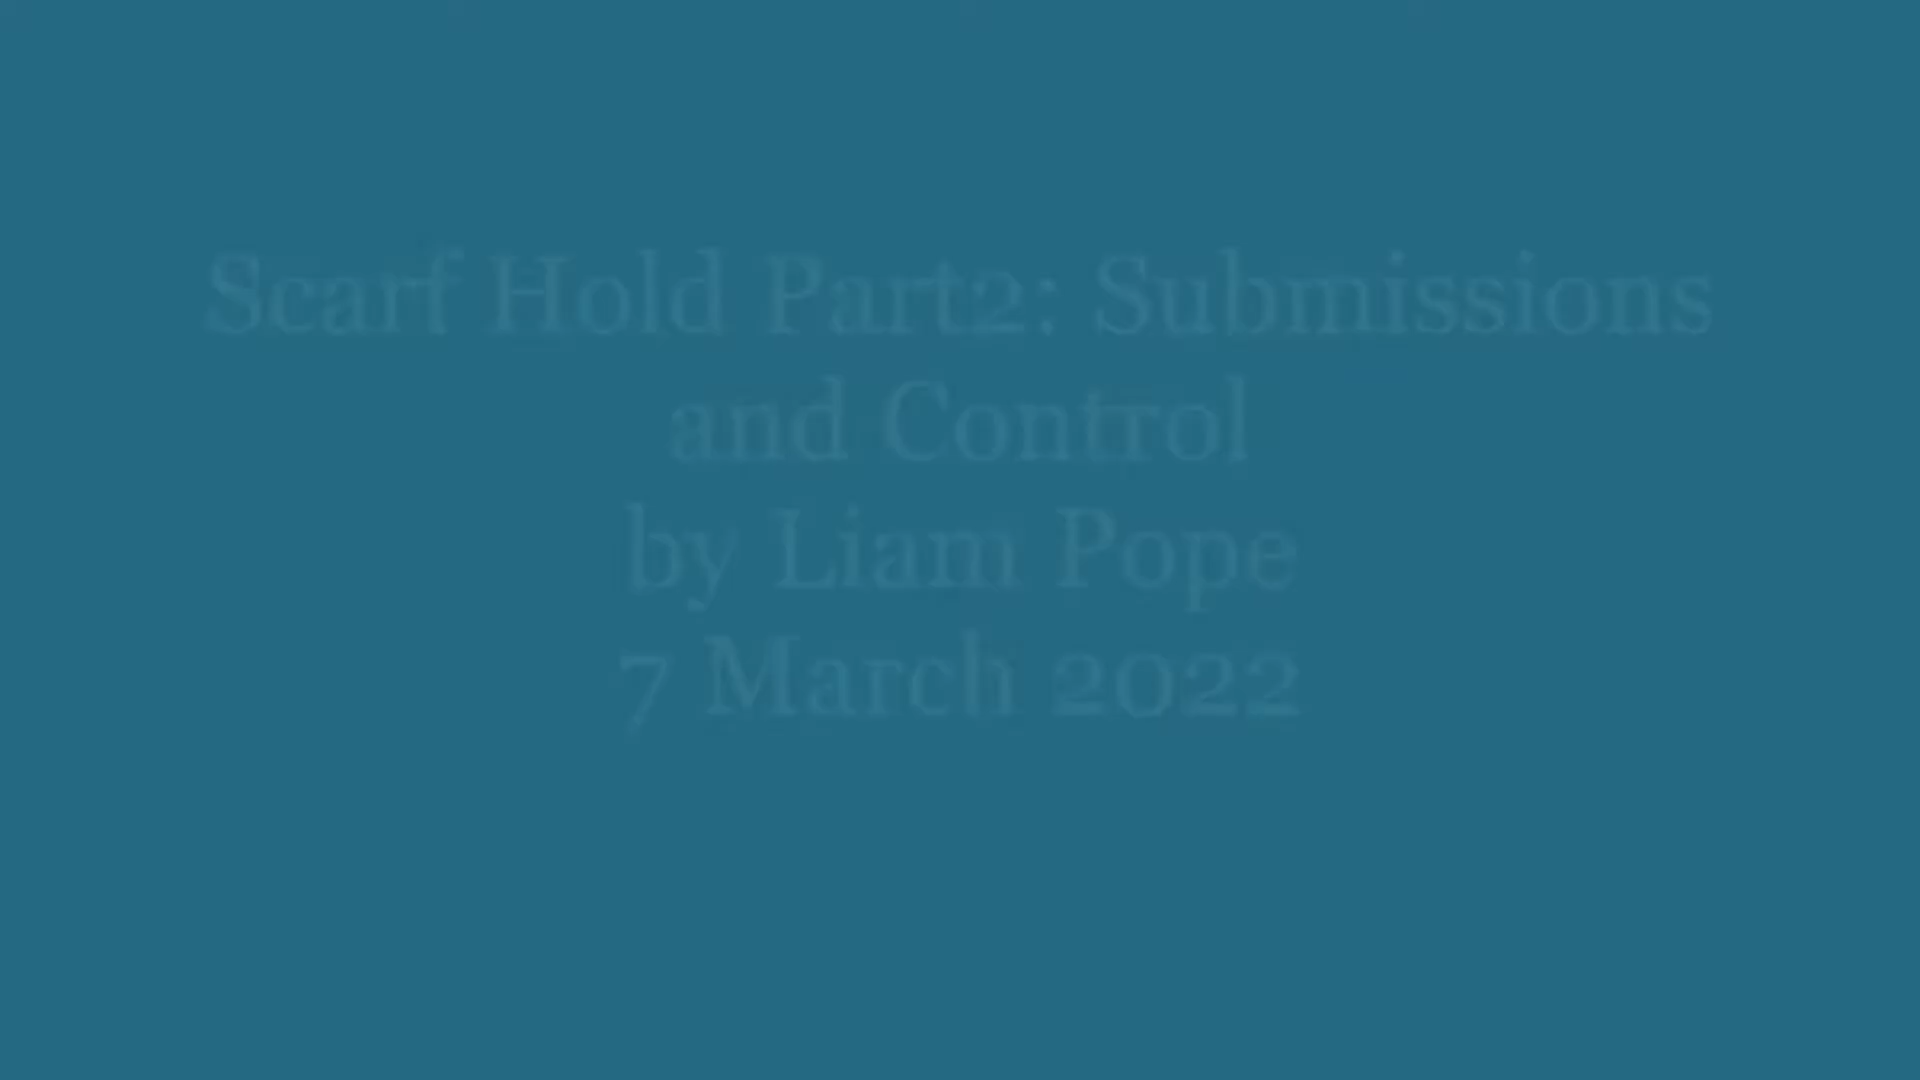 Scarf Hold Part2: Submissions
and Control
by Liam Pope
7 March 2022